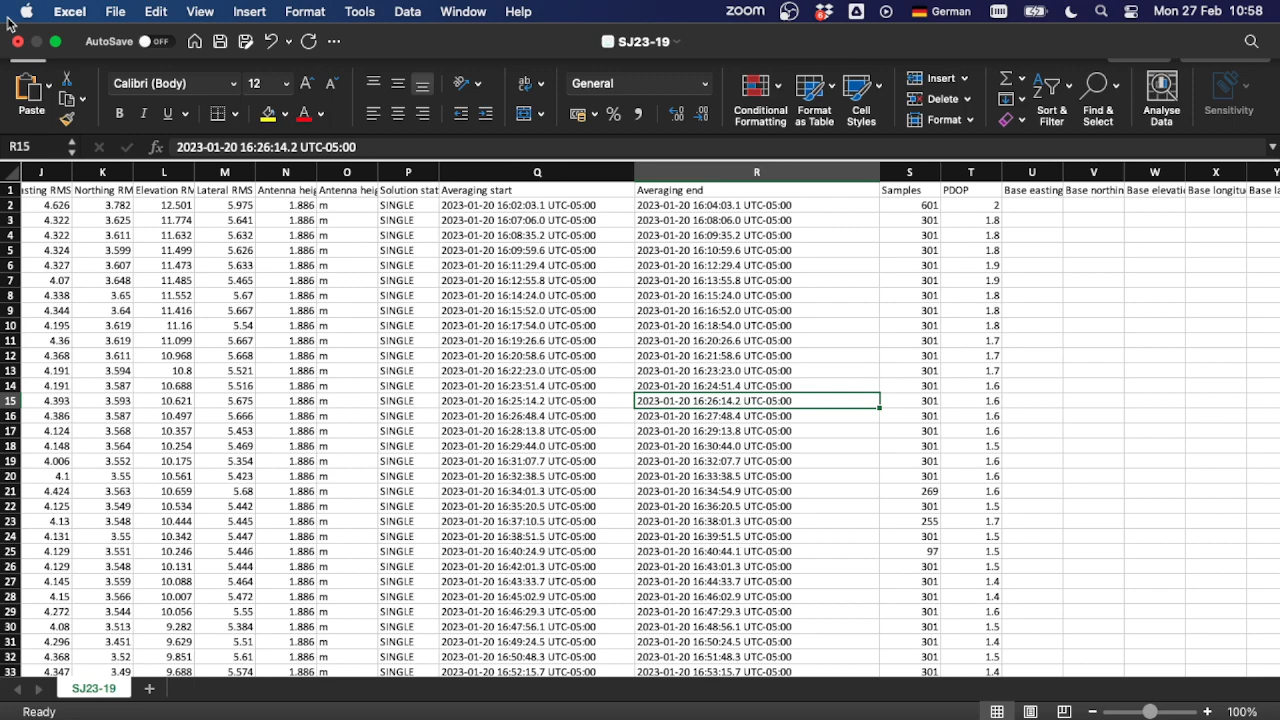 Excel File Edit View Insert Format Tools Data Window Help zoom German Mon 27 Feb 10:58
AutoSave OFF SJ23-19
Paste Calibri (Body) 12 General Conditional Formatting Format as Table Cell Styles Insert Delete Format Sort & Filter Find & Select Analyse Data Sensitivity
B I U A
R15 fx 2023-01-20 16:26:14.2 UTC-05:00
J K L M N O P Q R S T U V W X Y
1 sting RMS Northing RM Elevation RM Lateral RMS Antenna heig Antenna heig Solution stat Averaging start Averaging end Samples PDOP Base easting Base northin Base elevatio Base longitu Base la
2 4.626 3.782 12.501 5.975 1.886 m SINGLE 2023-01-20 16:02:03.1 UTC-05:00 2023-01-20 16:04:03.1 UTC-05:00 601 2
3 4.322 3.625 11.774 5.641 1.886 m SINGLE 2023-01-20 16:07:06.0 UTC-05:00 2023-01-20 16:08:06.0 UTC-05:00 301 1.8
4 4.322 3.611 11.632 5.632 1.886 m SINGLE 2023-01-20 16:08:35.2 UTC-05:00 2023-01-20 16:09:35.2 UTC-05:00 301 1.8
5 4.324 3.599 11.499 5.626 1.886 m SINGLE 2023-01-20 16:09:59.6 UTC-05:00 2023-01-20 16:10:59.6 UTC-05:00 301 1.8
6 4.327 3.607 11.473 5.633 1.886 m SINGLE 2023-01-20 16:11:29.4 UTC-05:00 2023-01-20 16:12:29.4 UTC-05:00 301 1.9
7 4.07 3.648 11.485 5.465 1.886 m SINGLE 2023-01-20 16:12:55.8 UTC-05:00 2023-01-20 16:13:55.8 UTC-05:00 301 1.9
8 4.338 3.65 11.552 5.67 1.886 m SINGLE 2023-01-20 16:14:24.0 UTC-05:00 2023-01-20 16:15:24.0 UTC-05:00 301 1.8
9 4.344 3.64 11.416 5.667 1.886 m SINGLE 2023-01-20 16:15:52.0 UTC-05:00 2023-01-20 16:16:52.0 UTC-05:00 301 1.8
10 4.195 3.619 11.16 5.54 1.886 m SINGLE 2023-01-20 16:17:54.0 UTC-05:00 2023-01-20 16:18:54.0 UTC-05:00 301 1.8
11 4.36 3.619 11.099 5.667 1.886 m SINGLE 2023-01-20 16:19:26.6 UTC-05:00 2023-01-20 16:20:26.6 UTC-05:00 301 1.7
12 4.368 3.611 10.968 5.668 1.886 m SINGLE 2023-01-20 16:20:58.6 UTC-05:00 2023-01-20 16:21:58.6 UTC-05:00 301 1.7
13 4.191 3.594 10.8 5.521 1.886 m SINGLE 2023-01-20 16:22:23.0 UTC-05:00 2023-01-20 16:23:23.0 UTC-05:00 301 1.7
14 4.191 3.587 10.688 5.516 1.886 m SINGLE 2023-01-20 16:23:51.4 UTC-05:00 2023-01-20 16:24:51.4 UTC-05:00 301 1.6
15 4.393 3.593 10.621 5.675 1.886 m SINGLE 2023-01-20 16:25:14.2 UTC-05:00 2023-01-20 16:26:14.2 UTC-05:00 301 1.6
16 4.386 3.587 10.497 5.666 1.886 m SINGLE 2023-01-20 16:26:48.4 UTC-05:00 2023-01-20 16:27:48.4 UTC-05:00 301 1.6
17 4.124 3.568 10.357 5.453 1.886 m SINGLE 2023-01-20 16:28:13.8 UTC-05:00 2023-01-20 16:29:13.8 UTC-05:00 301 1.6
18 4.148 3.564 10.254 5.469 1.886 m SINGLE 2023-01-20 16:29:44.0 UTC-05:00 2023-01-20 16:30:44.0 UTC-05:00 301 1.5
19 4.006 3.552 10.175 5.354 1.886 m SINGLE 2023-01-20 16:31:07.7 UTC-05:00 2023-01-20 16:32:07.7 UTC-05:00 301 1.6
20 4.1 3.55 10.561 5.423 1.886 m SINGLE 2023-01-20 16:32:38.5 UTC-05:00 2023-01-20 16:33:38.5 UTC-05:00 301 1.6
21 4.424 3.563 10.659 5.68 1.886 m SINGLE 2023-01-20 16:34:01.3 UTC-05:00 2023-01-20 16:34:54.9 UTC-05:00 269 1.6
22 4.125 3.549 10.534 5.442 1.886 m SINGLE 2023-01-20 16:35:20.5 UTC-05:00 2023-01-20 16:36:20.5 UTC-05:00 301 1.5
23 4.13 3.548 10.444 5.445 1.886 m SINGLE 2023-01-20 16:37:10.5 UTC-05:00 2023-01-20 16:38:01.3 UTC-05:00 255 1.7
24 4.131 3.55 10.342 5.447 1.886 m SINGLE 2023-01-20 16:38:51.5 UTC-05:00 2023-01-20 16:39:51.5 UTC-05:00 301 1.5
25 4.129 3.551 10.246 5.446 1.886 m SINGLE 2023-01-20 16:40:24.9 UTC-05:00 2023-01-20 16:40:44.1 UTC-05:00 97 1.5
26 4.129 3.552 10.131 5.444 1.886 m SINGLE 2023-01-20 16:42:01.3 UTC-05:00 2023-01-20 16:43:01.3 UTC-05:00 301 1.5
27 4.145 3.559 10.088 5.464 1.886 m SINGLE 2023-01-20 16:43:33.7 UTC-05:00 2023-01-20 16:44:33.7 UTC-05:00 301 1.4
28 4.15 3.566 10.007 5.472 1.886 m SINGLE 2023-01-20 16:45:02.9 UTC-05:00 2023-01-20 16:46:02.9 UTC-05:00 301 1.4
29 4.272 3.544 10.056 5.55 1.886 m SINGLE 2023-01-20 16:46:29.3 UTC-05:00 2023-01-20 16:47:29.3 UTC-05:00 301 1.6
30 4.08 3.513 9.282 5.384 1.886 m SINGLE 2023-01-20 16:47:56.1 UTC-05:00 2023-01-20 16:48:56.1 UTC-05:00 301 1.5
31 4.296 3.451 9.629 5.51 1.886 m SINGLE 2023-01-20 16:49:24.5 UTC-05:00 2023-01-20 16:50:24.5 UTC-05:00 301 1.4
32 4.368 3.52 9.851 5.61 1.886 m SINGLE 2023-01-20 16:50:48.3 UTC-05:00 2023-01-20 16:51:48.3 UTC-05:00 301 1.5
33 4.347 3.49 9.688 5.574 1.886 m SINGLE 2023-01-20 16:52:15.7 UTC-05:00 2023-01-20 16:53:15.7 UTC-05:00 301 1.4
SJ23-19
Ready 100%